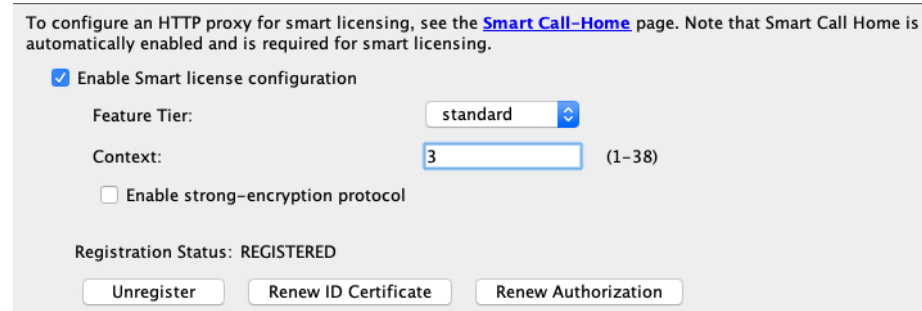 To configure an HTTP proxy for smart licensing, see the Smart Call-Home page. Note that Smart Call Home is
automatically enabled and is required for smart licensing.
Enable Smart license configuration
Feature Tier: standard
Context: 3 (1-38)
Enable strong-encryption protocol
Registration Status: REGISTERED
Unregister Renew ID Certificate Renew Authorization